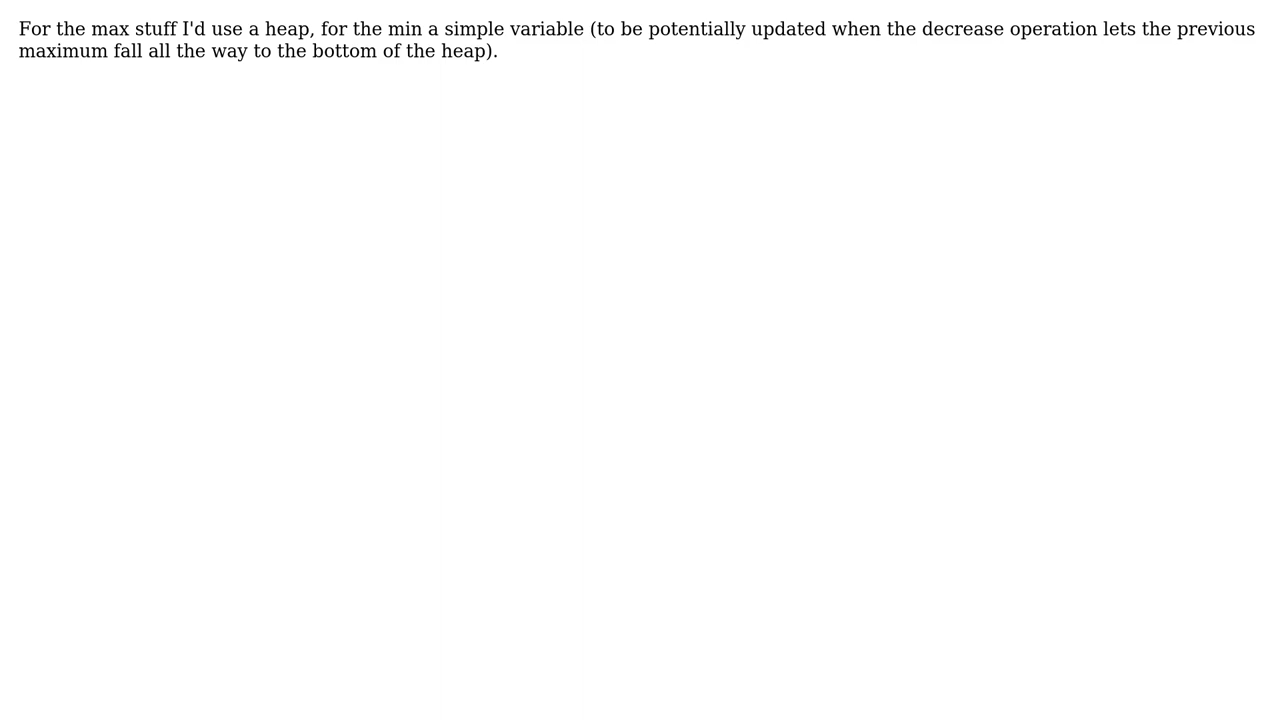 For the max stuff I'd use a heap, for the min a simple variable (to be potentially updated when the decrease operation lets the previous
maximum fall all the way to the bottom of the heap).